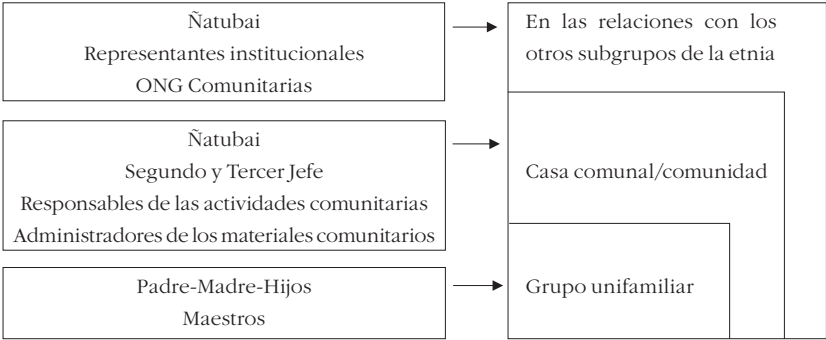 Ñatubai
Representantes institucionales
ONG Comunitarias
En las relaciones con los
otros subgrupos de la etnia
Ñatubai
Segundo y Tercer Jefe
Responsables de las actividades comunitarias
Administradores de los materiales comunitarios
Casa comunal/comunidad
Padre-Madre-Hijos
Maestros
Grupo unifamiliar